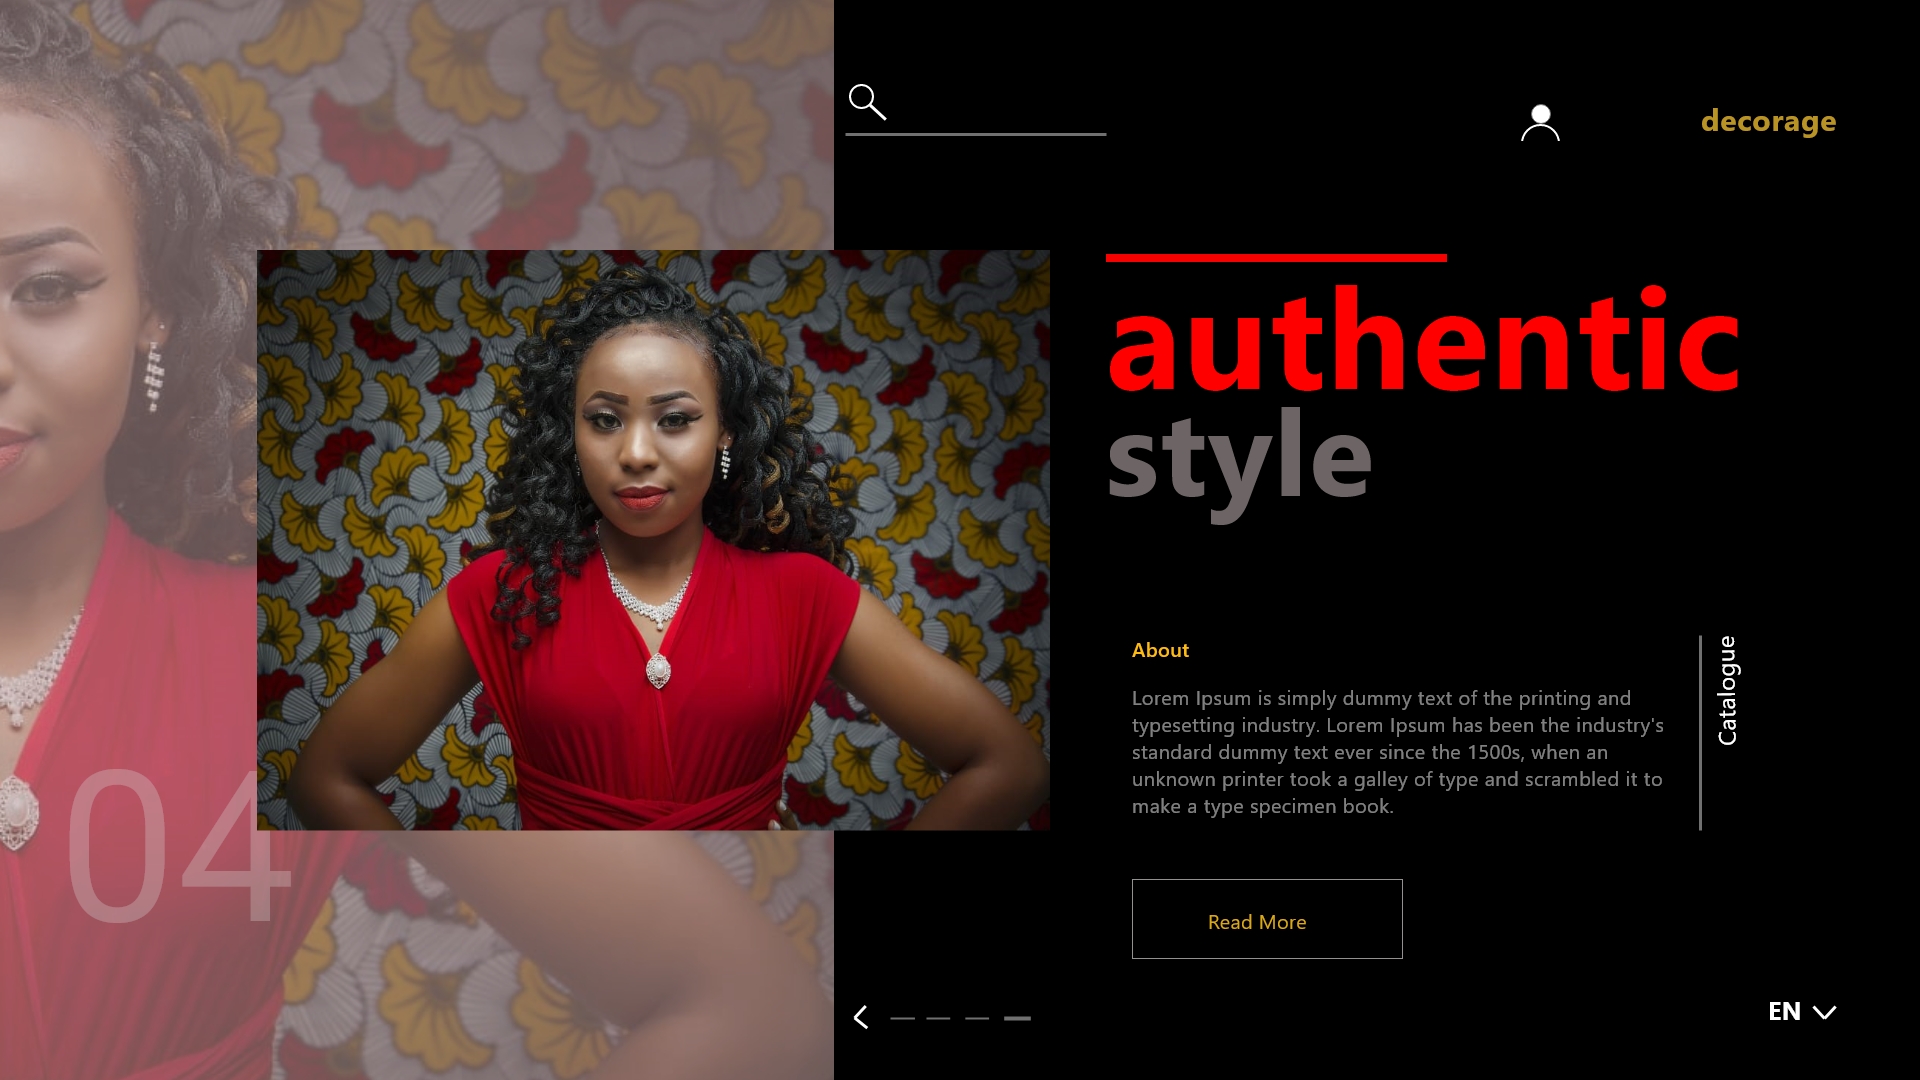 decorage
authentic
style
About
Lorem Ipsum is simply dummy text of the printing and
typesetting industry. Lorem Ipsum has been the industry's
standard dummy text ever since the 1500s, when an
unknown printer took a galley of type and scrambled it to
make a type specimen book.
Catalogue
04
Read More
EN